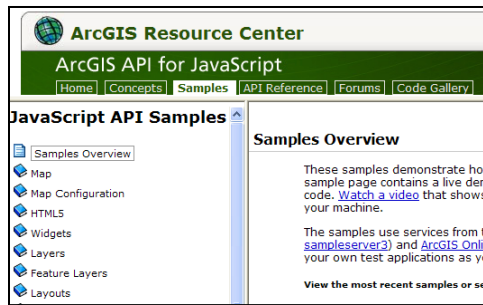 ArcGIS Resource Center
ArcGIS API for JavaScript
Home Concepts Samples API Reference Forums Code Gallery
JavaScript API Samples
Samples Overview
Map
Map Configuration
HTML5
Widgets
Layers
Feature Layers
Layouts
Samples Overview
These samples demonstrate ho
sample page contains a live der
code. Watch a video that shows
your machine.
The samples use services from
sampleserver3) and ArcGIS Onli
your own test applications as y
View the most recent samples or se